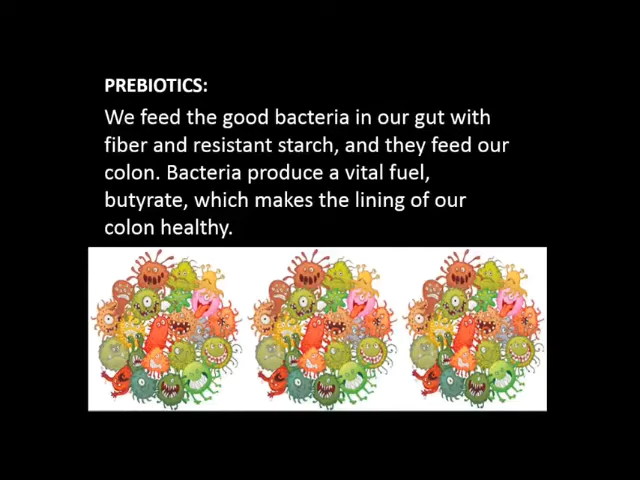 PREBIOTICS:
We feed the good bacteria in our gut with
fiber and resistant starch, and they feed our
colon. Bacteria produce a vital fuel,
butyrate, which makes the lining of our
colon healthy.